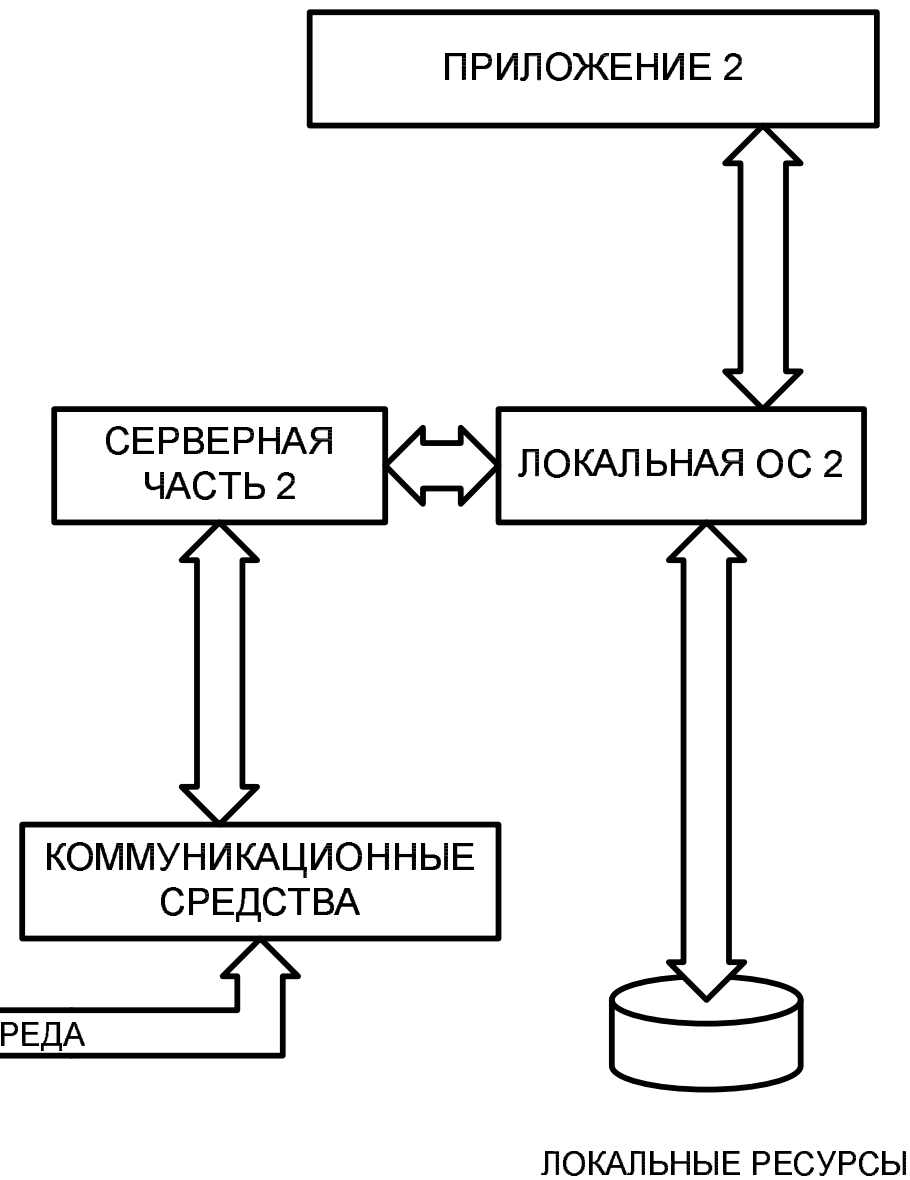 ПРИЛОЖЕНИЕ 2
СЕРВЕРНАЯ
ЧАСТЬ 2
ЛОКАЛЬНАЯ ОС 2
КОММУНИКАЦИОННЫЕ
СРЕДСТВА
РЕДА
ЛОКАЛЬНЫЕ РЕСУРСЫ